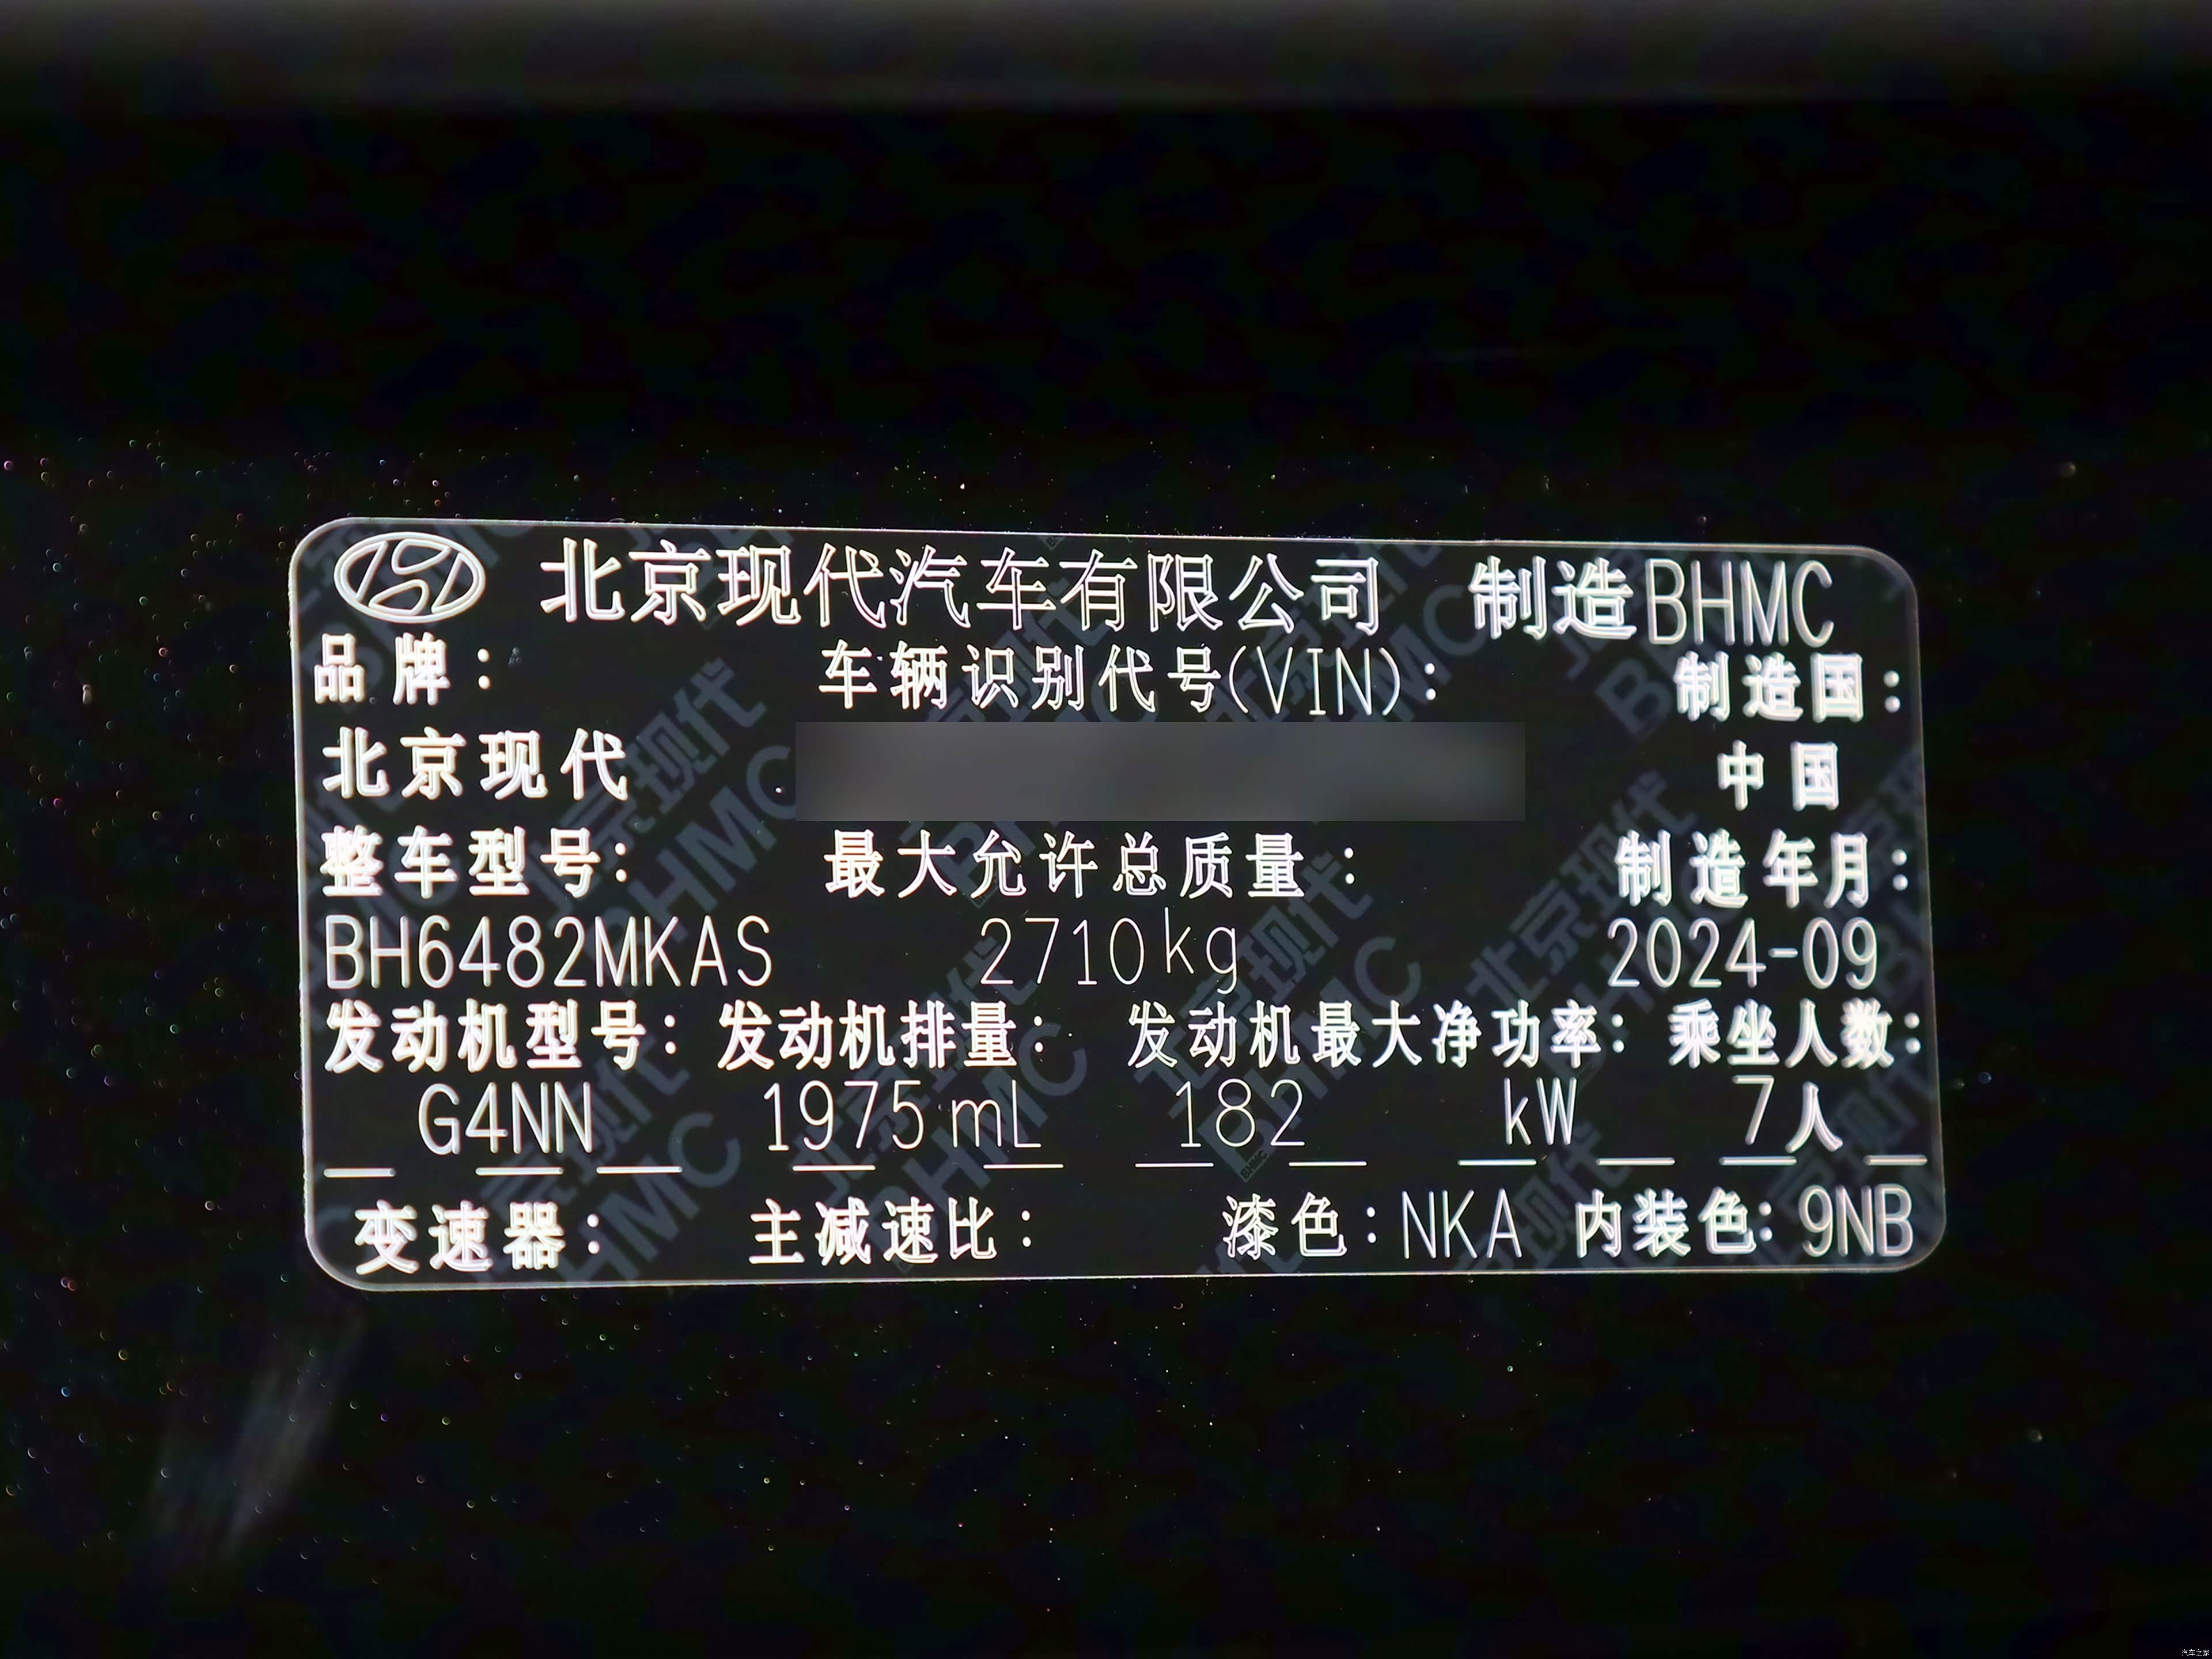 北京现代汽车有限公司 制造BHMC
品牌： 车辆识别代号(VIN)： 制造国：
北京现代 中国
整车型号： 最大允许总质量： 制造年月：
BH6482MKAS 2710kg 2024-09
发动机型号： 发动机排量： 发动机最大净功率： 乘坐人数：
G4NN 1975mL 182 kW 7人
变速器： 主减速比： 漆色：NKA 内装色：9NB
汽车之家